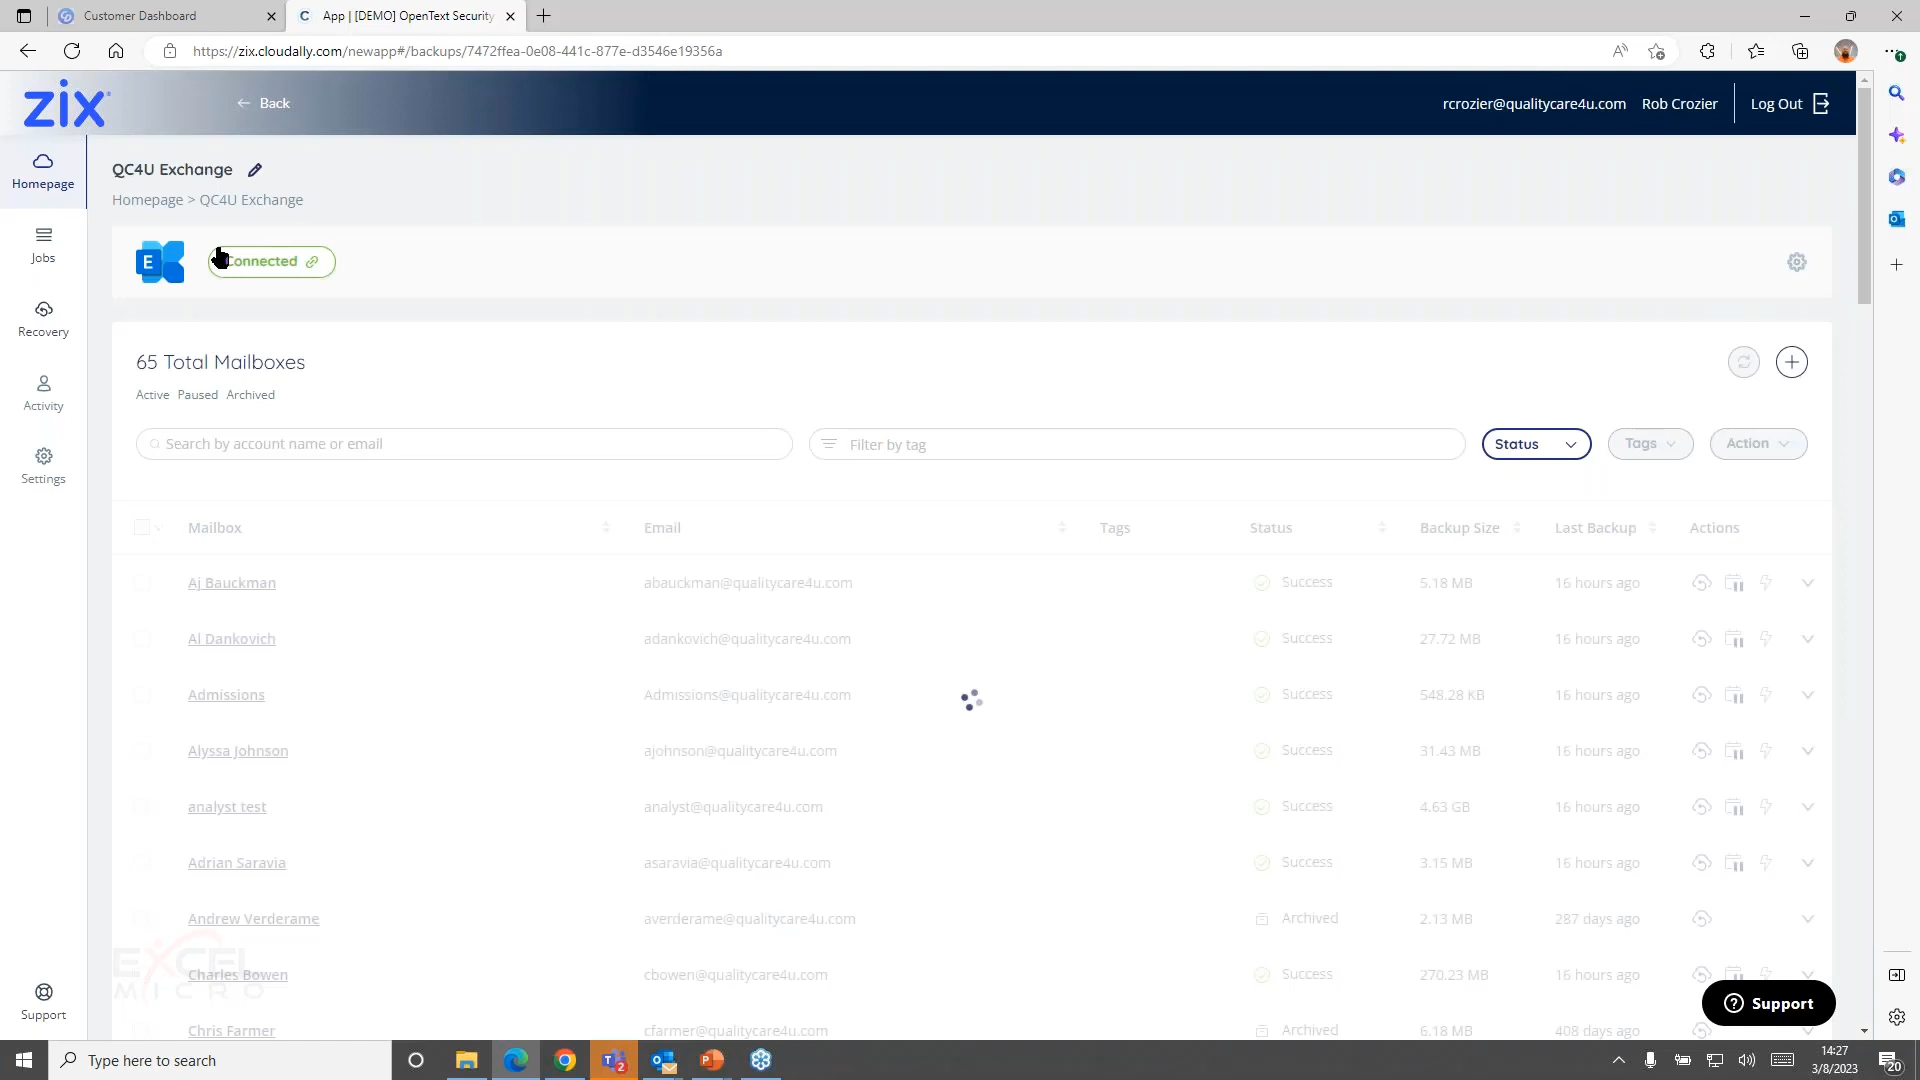 Customer Dashboard
App | [DEMO] OpenText Security
https://zix.cloudally.com/newapp#/backups/7472ffea-0e08-441c-877e-d3546e19356a
zix
Back
rcrozier@qualitycare4u.com Rob Crozier Log Out
Homepage
Jobs
Recovery
Activity
Settings
Support
QC4U Exchange
Homepage > QC4U Exchange
E Connected
65 Total Mailboxes
Active Paused Archived
Search by account name or email Filter by tag Status Tags Action
Mailbox Email Tags Status Backup Size Last Backup Actions
Aj Bauckman abauckman@qualitycare4u.com Success 5.18 MB 16 hours ago
Al Dankovich adankovich@qualitycare4u.com Success 27.72 MB 16 hours ago
Admissions Admissions@qualitycare4u.com Success 548.28 KB 16 hours ago
Alyssa Johnson ajohnson@qualitycare4u.com Success 31.43 MB 16 hours ago
analyst test analyst@qualitycare4u.com Success 4.63 GB 16 hours ago
Adrian Saravia asaravia@qualitycare4u.com Success 3.15 MB 16 hours ago
Andrew Verderame averderame@qualitycare4u.com Archived 2.13 MB 287 days ago
Charles Bowen cbowen@qualitycare4u.com Success 270.23 MB 16 hours ago
Chris Farmer cfarmer@qualitycare4u.com Archived 6.18 MB 408 days ago
EXCEL
MICRO
Support
Type here to search
14:27
3/8/2023
20